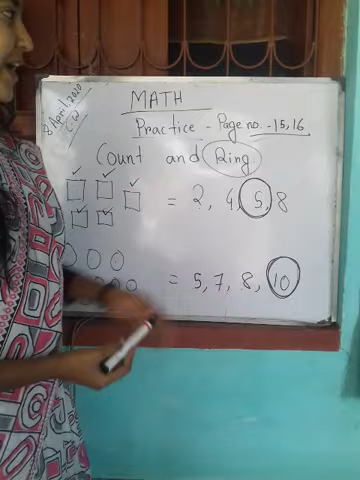 8 April, 2020
C.W
MATH
Practice - Page no. - 15, 16
Count and Ring.
= 2, 4, 5, 8
= 5, 7, 8, 10